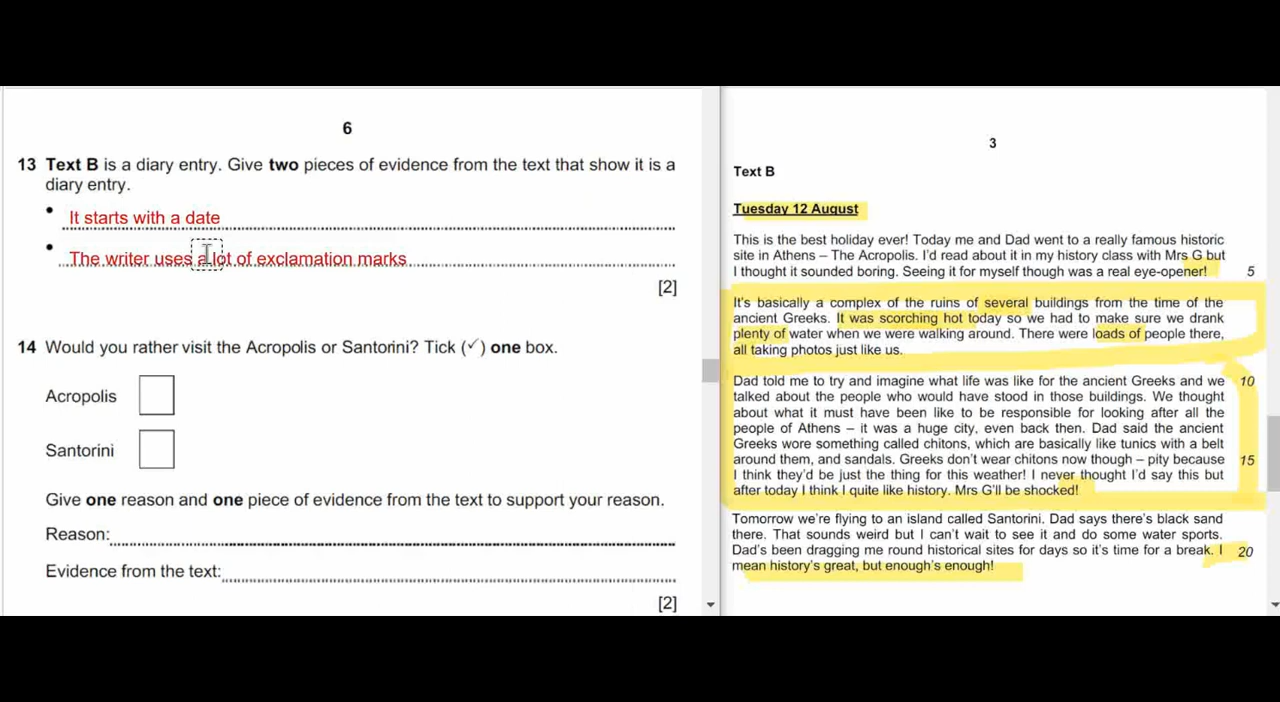 6
13 Text B is a diary entry. Give two pieces of evidence from the text that show it is a
diary entry.
• It starts with a date
• The writer uses a lot of exclamation marks
[2]
14 Would you rather visit the Acropolis or Santorini? Tick (✓) one box.
Acropolis
Santorini
Give one reason and one piece of evidence from the text to support your reason.
Reason:
Evidence from the text:
[2]
3
Text B
Tuesday 12 August
This is the best holiday ever! Today me and Dad went to a really famous historic
site in Athens – The Acropolis. I'd read about it in my history class with Mrs G but
I thought it sounded boring. Seeing it for myself though was a real eye-opener! 5
It's basically a complex of the ruins of several buildings from the time of the
ancient Greeks. It was scorching hot today so we had to make sure we drank
plenty of water when we were walking around. There were loads of people there,
all taking photos just like us.
Dad told me to try and imagine what life was like for the ancient Greeks and we 10
talked about the people who would have stood in those buildings. We thought
about what it must have been like to be responsible for looking after all the
people of Athens – it was a huge city, even back then. Dad said the ancient
Greeks wore something called chitons, which are basically like tunics with a belt
around them, and sandals. Greeks don't wear chitons now though – pity because 15
I think they'd be just the thing for this weather! I never thought I'd say this but
after today I think I quite like history. Mrs G'll be shocked!
Tomorrow we're flying to an island called Santorini. Dad says there's black sand
there. That sounds weird but I can't wait to see it and do some water sports.
Dad's been dragging me round historical sites for days so it's time for a break. I 20
mean history's great, but enough's enough!